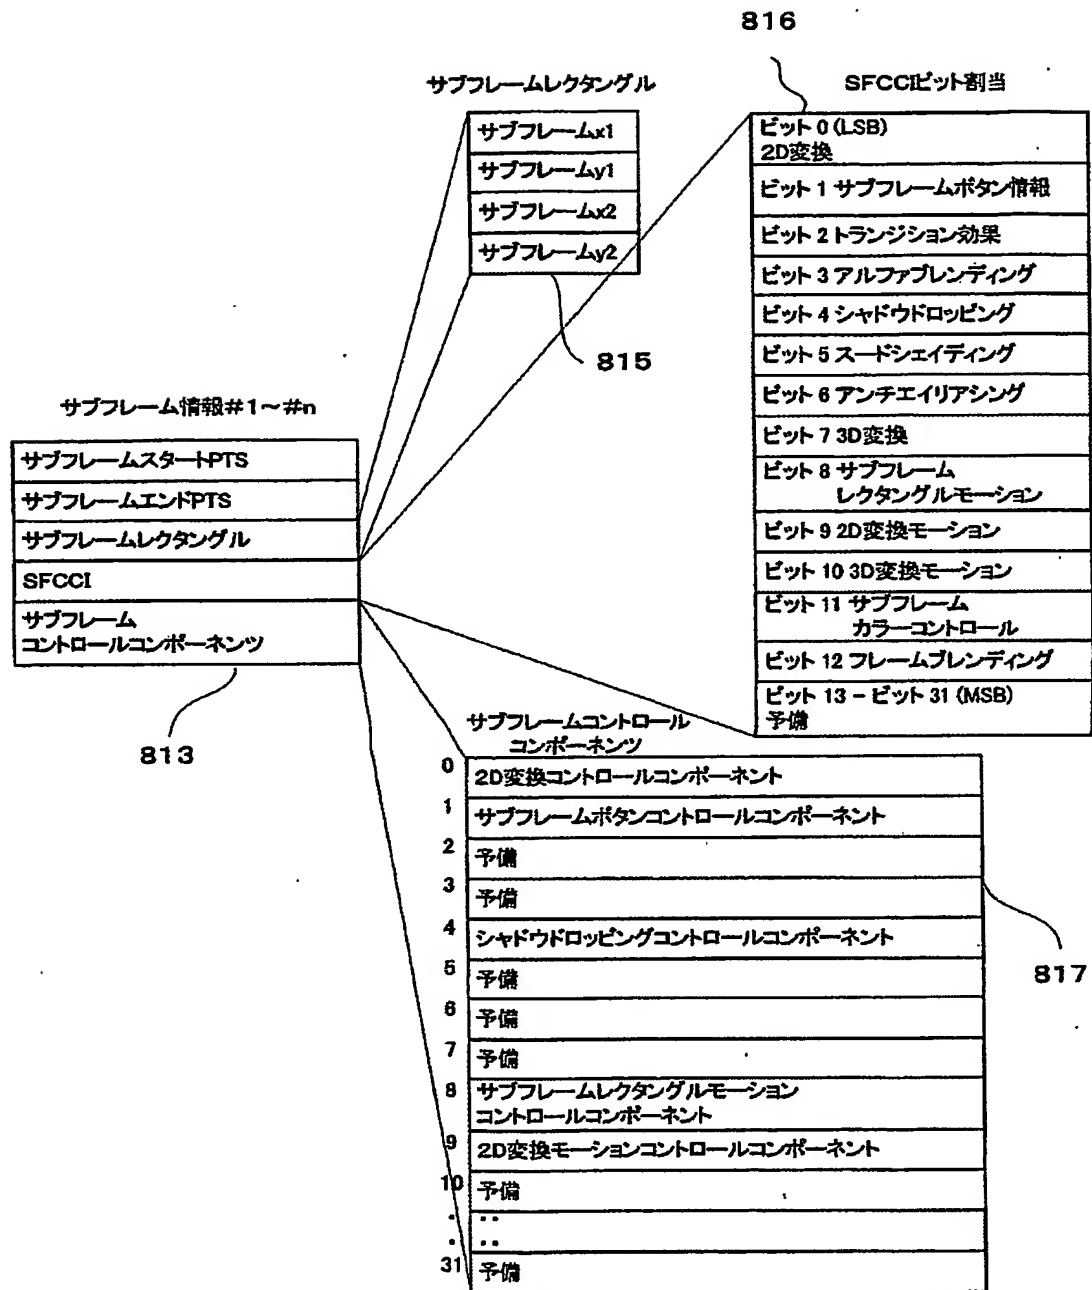 816
サブフレームレクタングル
サブフレームx1
サブフレームy1
サブフレームx2
サブフレームy2
815
SFCCIビット割当
ビット 0 (LSB)
2D変換
ビット 1 サブフレームボタン情報
ビット 2 トランジション効果
ビット 3 アルファブレンディング
ビット 4 シャドウドロッピング
ビット 5 スードシェイディング
ビット 6 アンチエイリアシング
ビット 7 3D変換
ビット 8 サブフレーム
レクタングルモーション
ビット 9 2D変換モーション
ビット 10 3D変換モーション
ビット 11 サブフレーム
カラーコントロール
ビット 12 フレームブレンディング
ビット 13 - ビット 31 (MSB)
予備
サブフレーム情報#1～#n
サブフレームスタートPTS
サブフレームエンドPTS
サブフレームレクタングル
SFCCI
サブフレーム
コントロールコンポーネンツ
813
サブフレームコントロール
コンポーネンツ
0 2D変換コントロールコンポーネント
1 サブフレームボタンコントロールコンポーネント
2 予備
3 予備
4 シャドウドロッピングコントロールコンポーネント
5 予備
6 予備
7 予備
8 サブフレームレクタングルモーション
コントロールコンポーネント
9 2D変換モーションコントロールコンポーネント
10 予備
・ ・・
・ ・・
31 予備
817